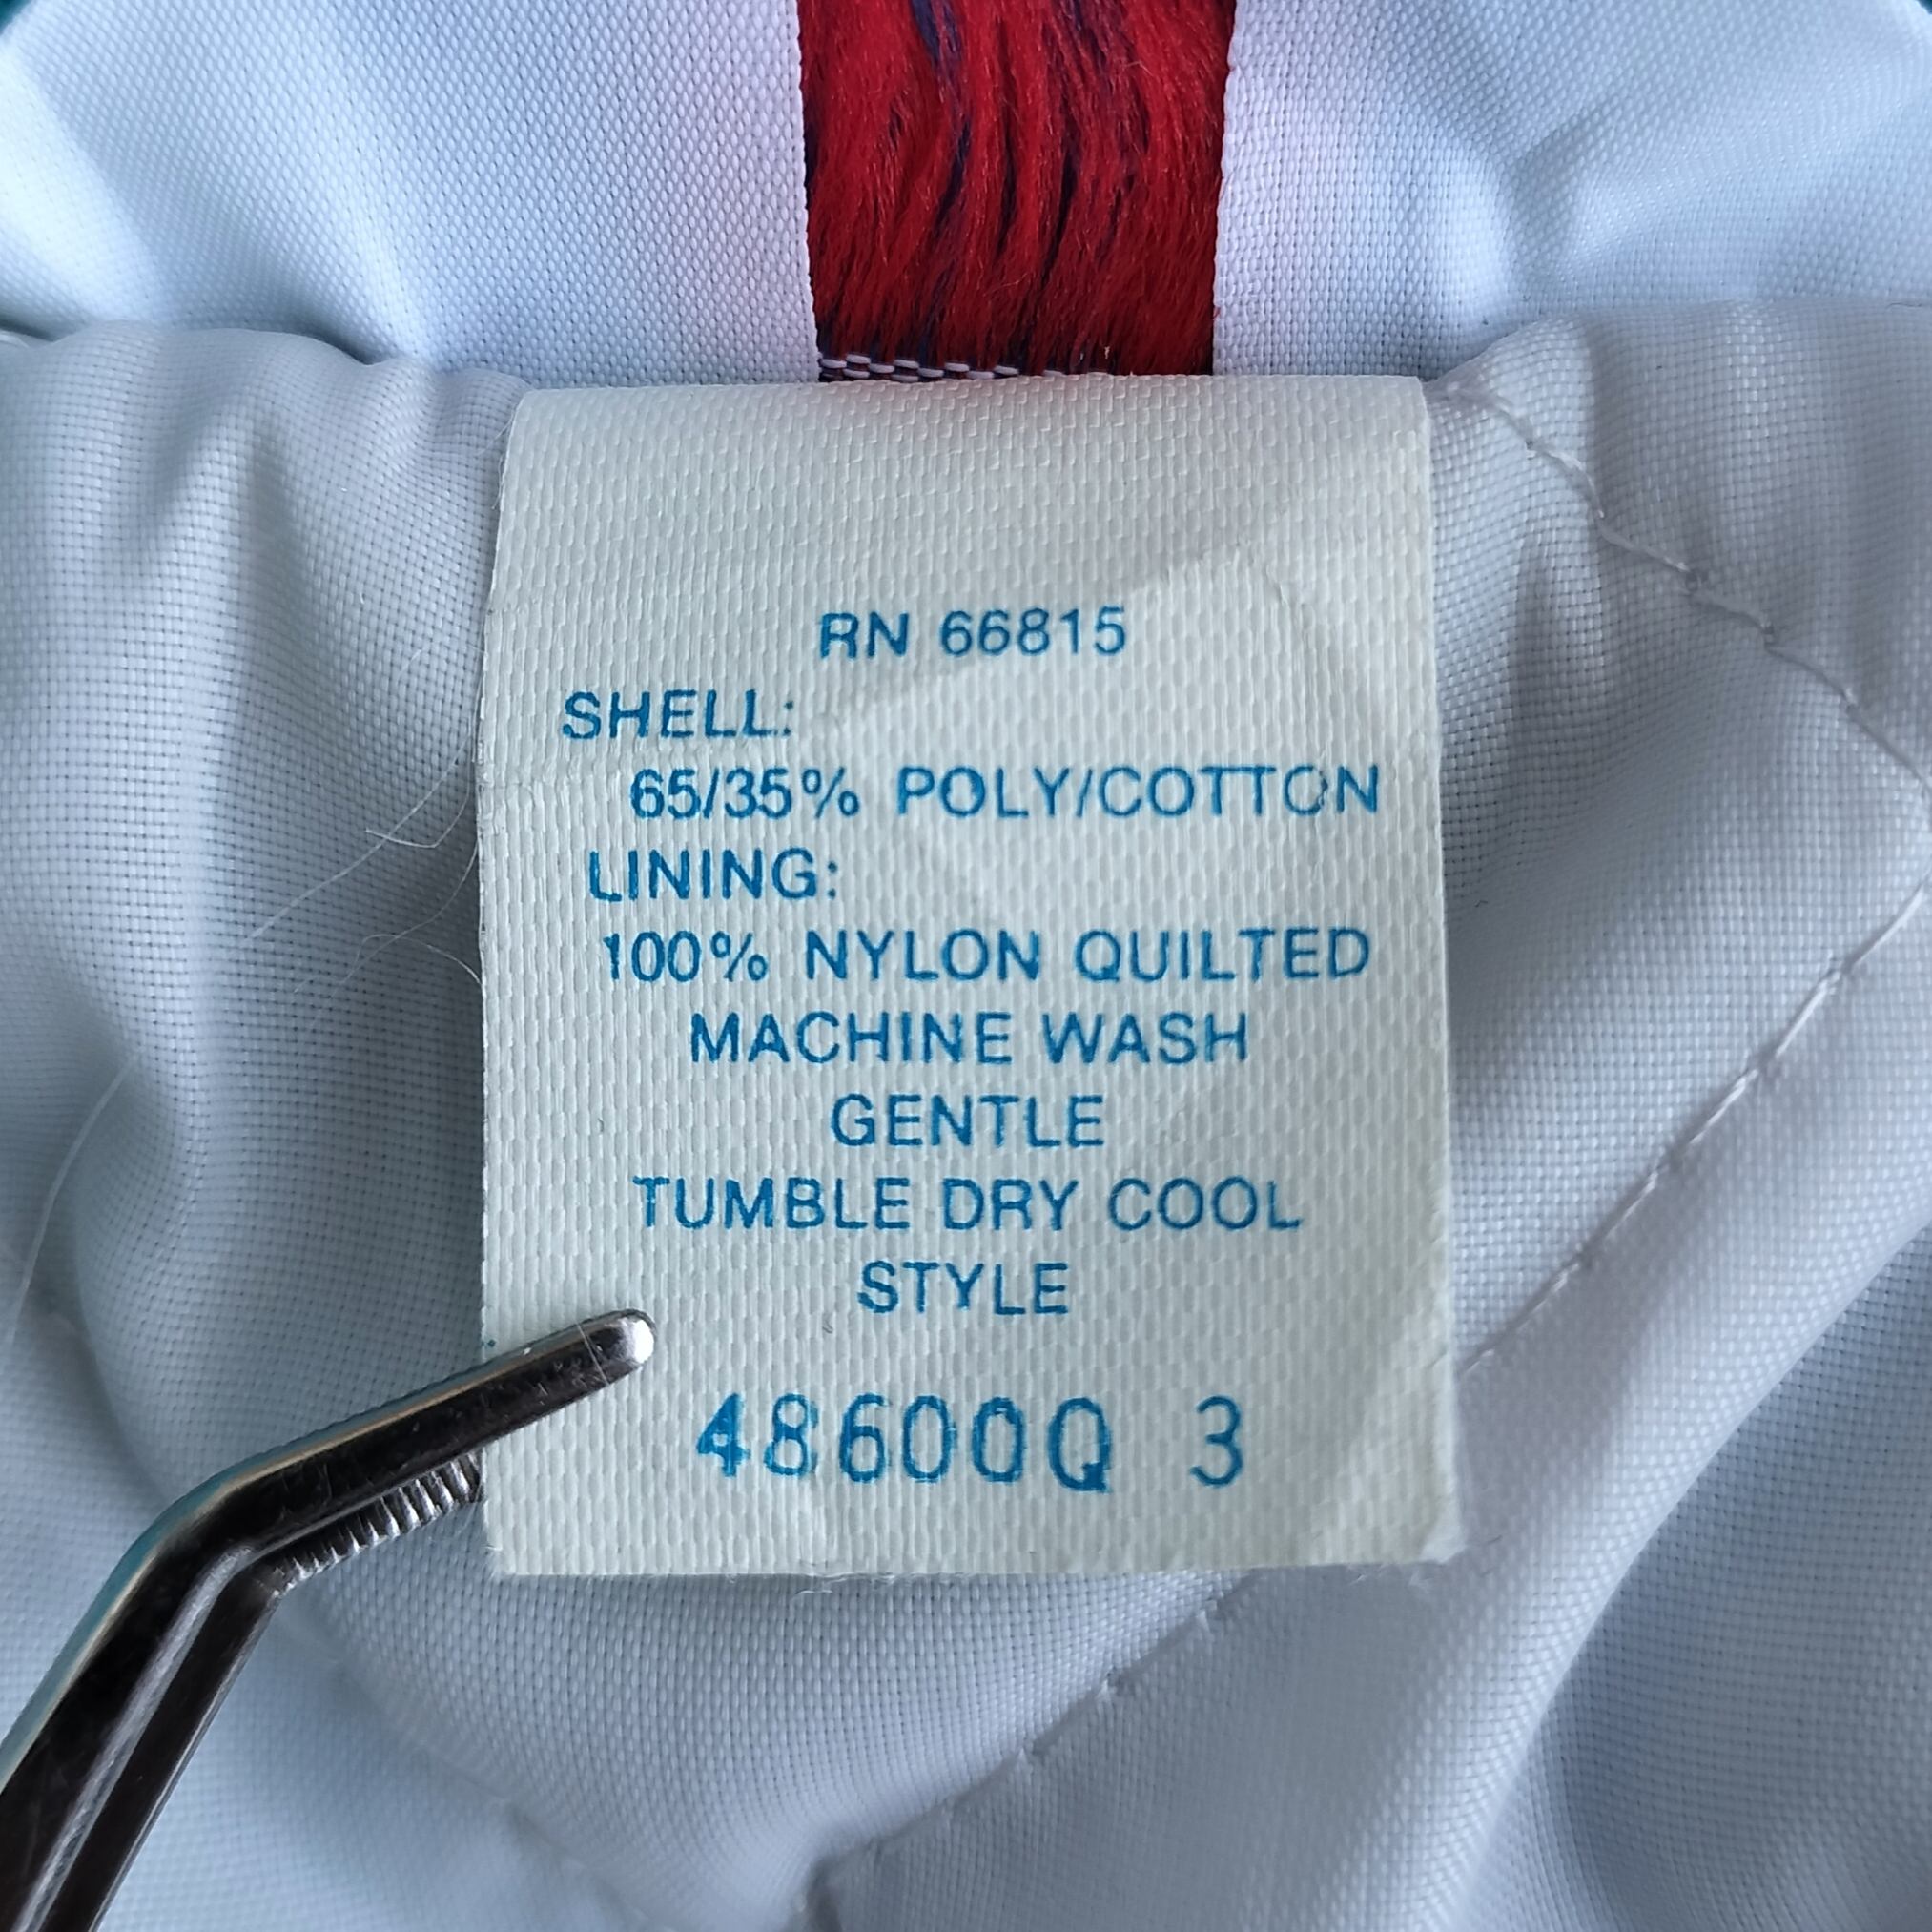 RN 66815
SHELL:
65/35% POLY/COTTON
LINING:
100% NYLON QUILTED
MACHINE WASH
GENTLE
TUMBLE DRY COOL
STYLE
48600Q 3